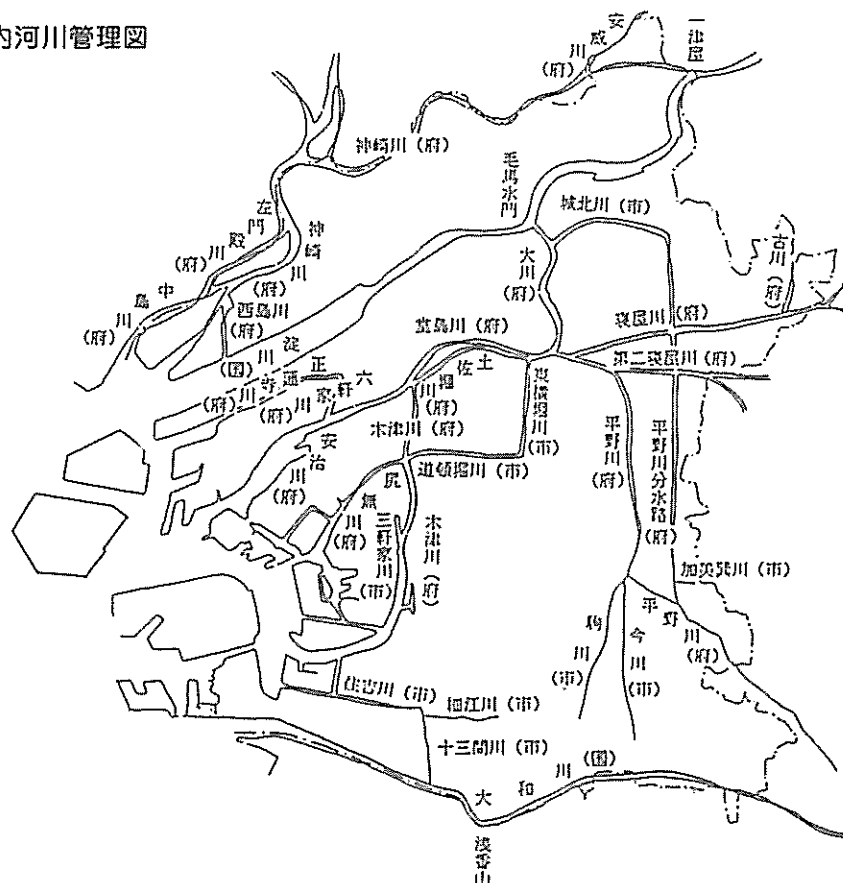 内河川管理図
安威川(府)
一津屋
神崎川(府)
毛馬水門
城北川(市)
左門殿川(府)
神崎川(府)
大川(府)
古川(府)
中島川(府)
西島川(府)
淀川(国)
堂島川(府)
寝屋川(府)
第二寝屋川(府)
正蓮寺川(府)
六軒家川(府)
土佐堀川(府)
東横堀川(市)
木津川(府)
平野川(府)
平野川分水路(府)
安治川(府)
道頓堀川(市)
尻無川(府)
三軒家川(市)
木津川(府)
加美巽川(市)
平野川(府)
駒川(市)
今川(市)
住吉川(市)
細江川(市)
十三間川(市)
大和川(国)
浅香山